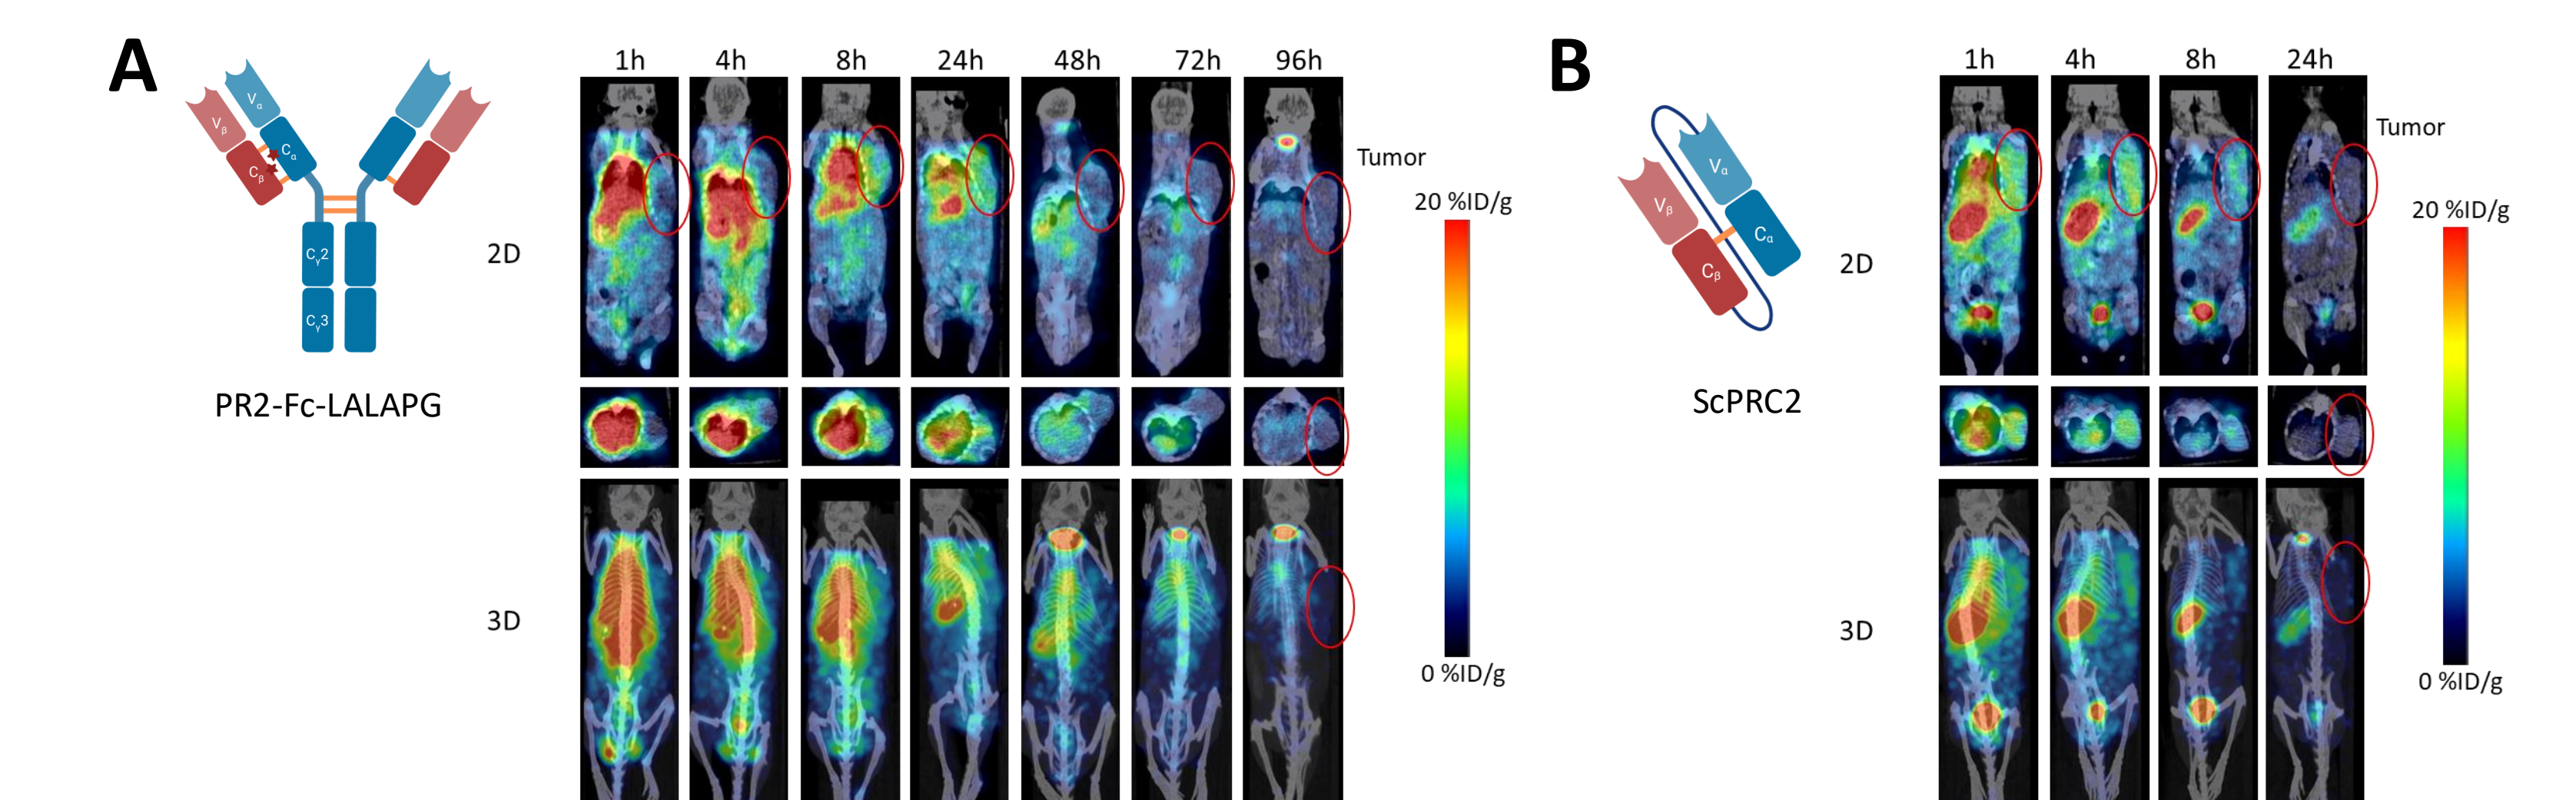 A
1h 4h 8h 24h 48h 72h 96h
Vα
Vβ
Cα
Cβ
Cγ2
Cγ3
PR2-Fc-LALAPG
2D
3D
Tumor
20 %ID/g
0 %ID/g
B
1h 4h 8h 24h
Vα
Vβ
Cα
Cβ
ScPRC2
2D
3D
Tumor
20 %ID/g
0 %ID/g